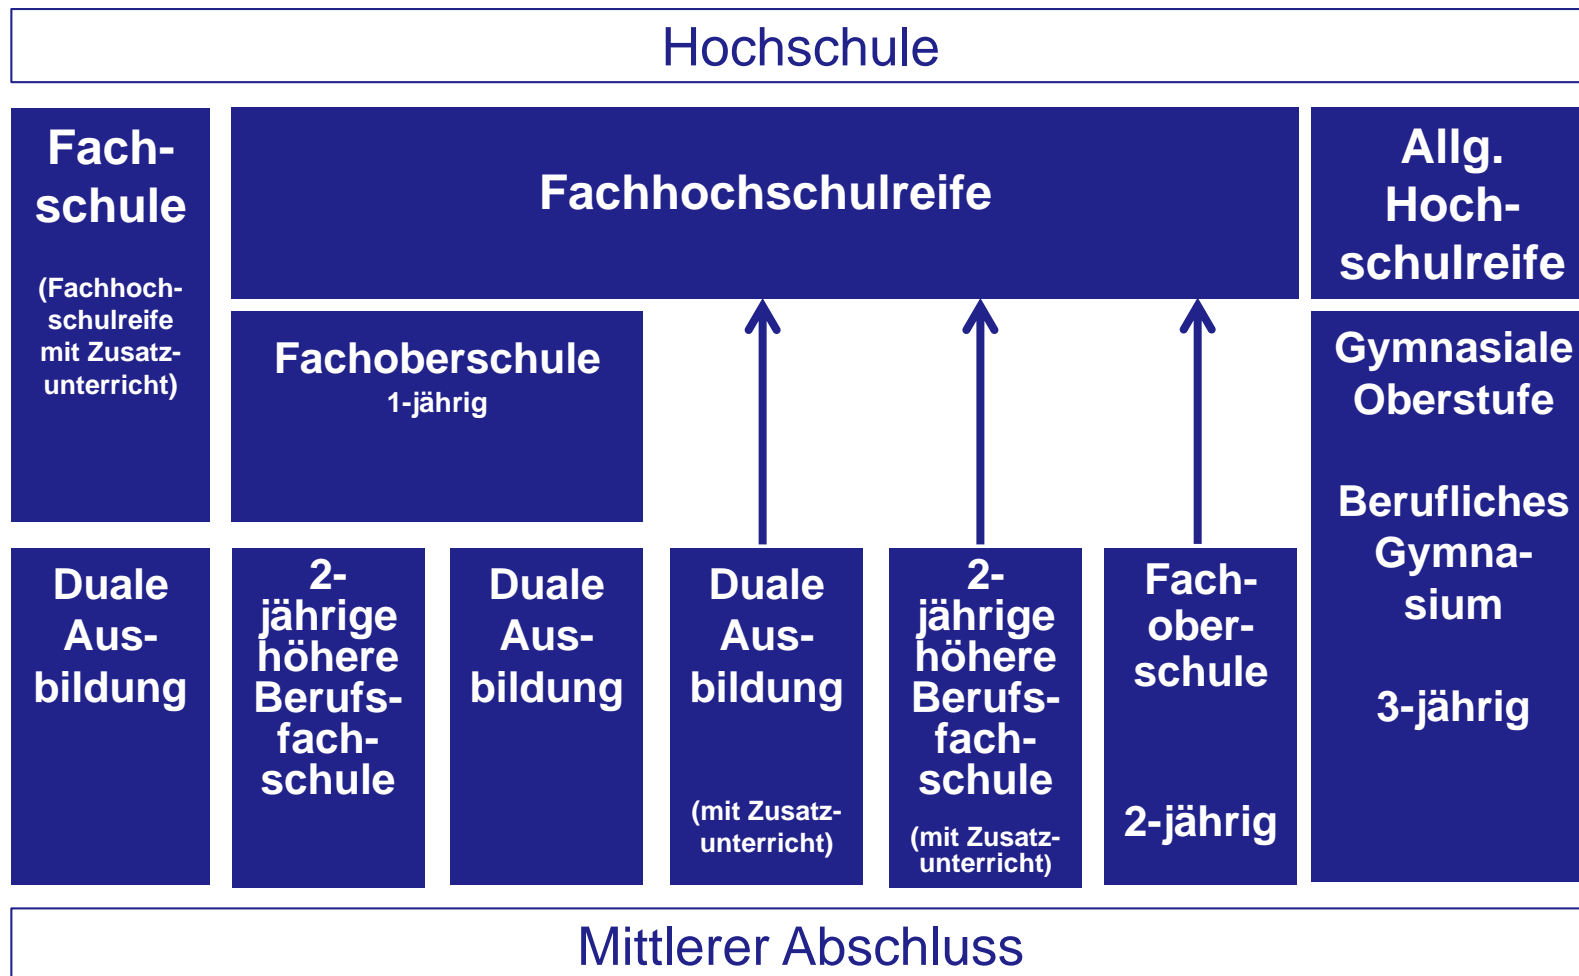 Hochschule
Fach-
schule
(Fachhoch-
schulreife
mit Zusatz-
unterricht)
Fachhochschulreife
Allg.
Hoch-
schulreife
Fachoberschule
1-jährig
Gymnasiale
Oberstufe
Berufliches
Gymna-
sium
3-jährig
Duale
Aus-
bildung
2-
jährige
höhere
Berufs-
fach-
schule
Duale
Aus-
bildung
Duale
Aus-
bildung
(mit Zusatz-
unterricht)
2-
jährige
höhere
Berufs-
fach-
schule
(mit Zusatz-
unterricht)
Fach-
ober-
schule
2-jährig
Mittlerer Abschluss